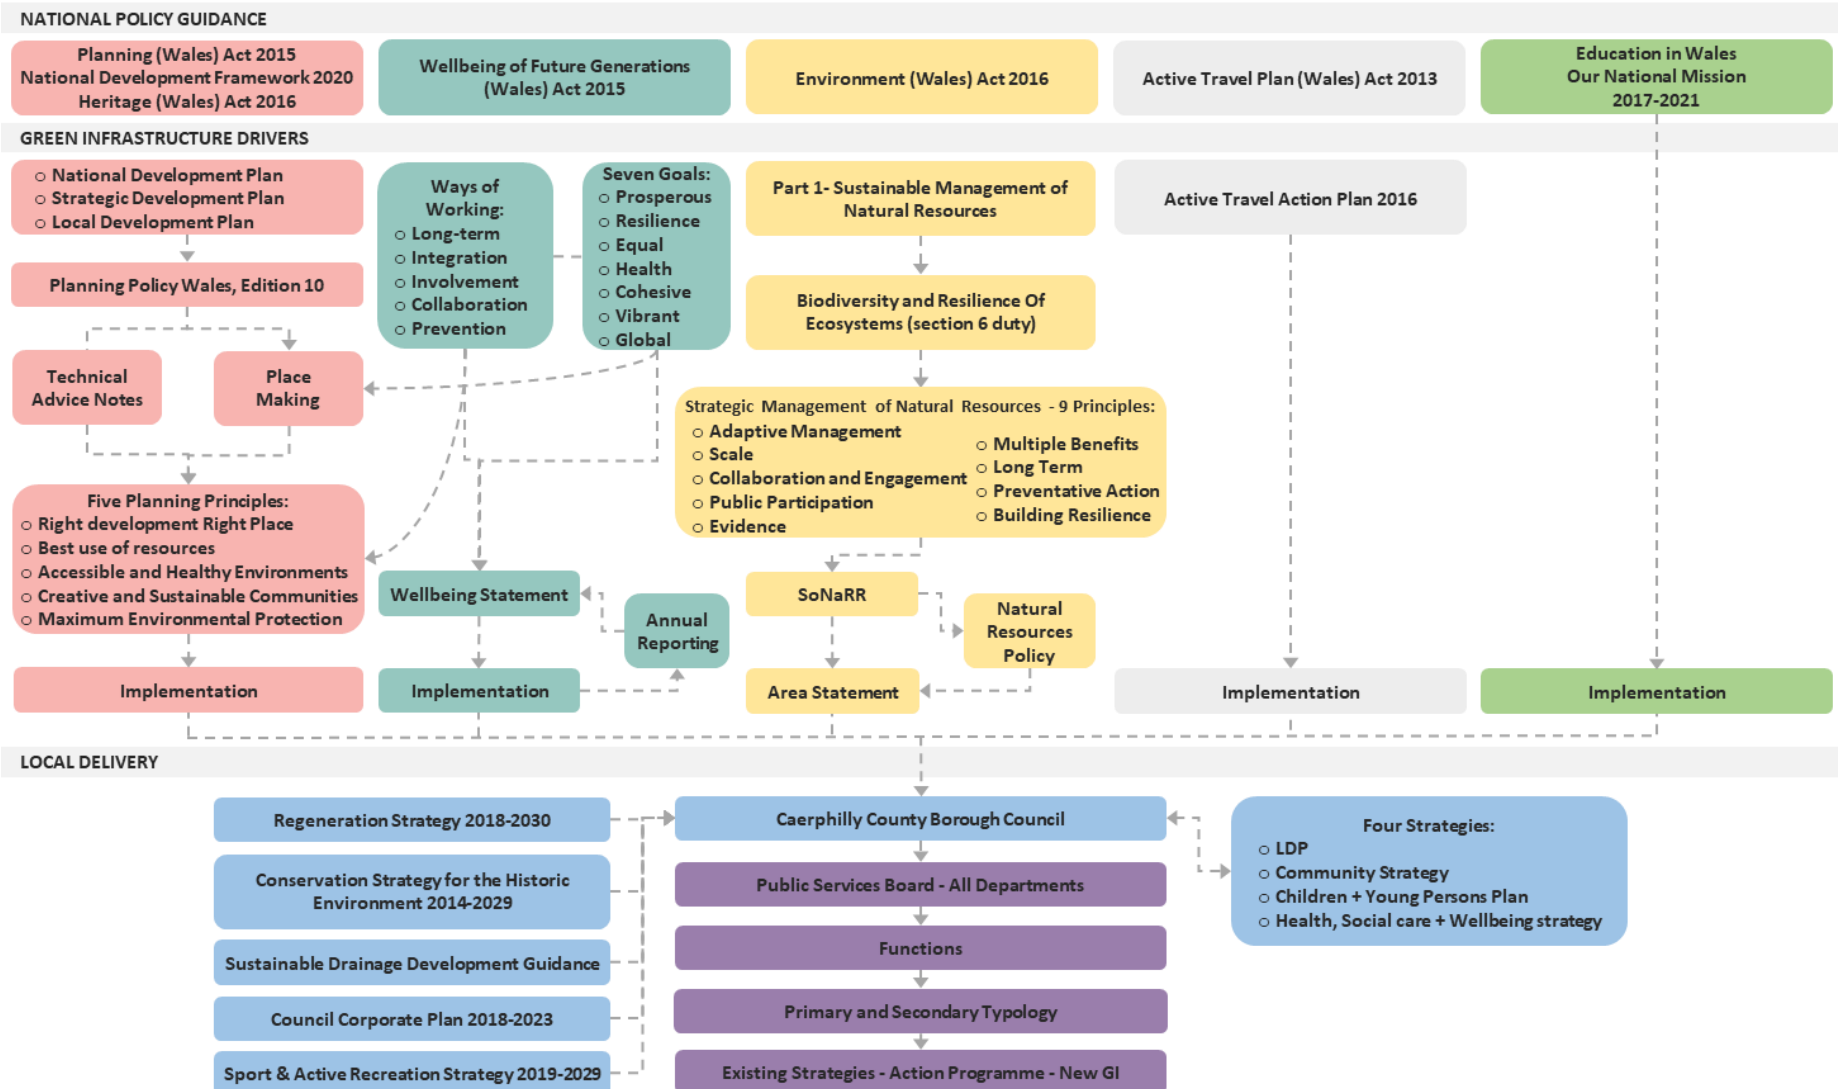 NATIONAL POLICY GUIDANCE
Planning (Wales) Act 2015
National Development Framework 2020
Heritage (Wales) Act 2016
Wellbeing of Future Generations
(Wales) Act 2015
Environment (Wales) Act 2016
Active Travel Plan (Wales) Act 2013
Education in Wales
Our National Mission
2017-2021
GREEN INFRASTRUCTURE DRIVERS
National Development Plan
Strategic Development Plan
Local Development Plan
Planning Policy Wales, Edition 10
Technical
Advice Notes
Place
Making
Five Planning Principles:
Right development Right Place
Best use of resources
Accessible and Healthy Environments
Creative and Sustainable Communities
Maximum Environmental Protection
Implementation
Ways of
Working:
Long-term
Integration
Involvement
Collaboration
Prevention
Seven Goals:
Prosperous
Resilience
Equal
Health
Cohesive
Vibrant
Global
Wellbeing Statement
Annual
Reporting
Implementation
Part 1- Sustainable Management of
Natural Resources
Biodiversity and Resilience Of
Ecosystems (section 6 duty)
Strategic Management of Natural Resources - 9 Principles:
Adaptive Management
Scale
Collaboration and Engagement
Public Participation
Evidence
Multiple Benefits
Long Term
Preventative Action
Building Resilience
SoNaRR
Natural
Resources
Policy
Area Statement
Active Travel Action Plan 2016
Implementation
Implementation
LOCAL DELIVERY
Regeneration Strategy 2018-2030
Conservation Strategy for the Historic
Environment 2014-2029
Sustainable Drainage Development Guidance
Council Corporate Plan 2018-2023
Sport & Active Recreation Strategy 2019-2029
Caerphilly County Borough Council
Public Services Board - All Departments
Functions
Primary and Secondary Typology
Existing Strategies - Action Programme - New GI
Four Strategies:
LDP
Community Strategy
Children + Young Persons Plan
Health, Social care + Wellbeing strategy